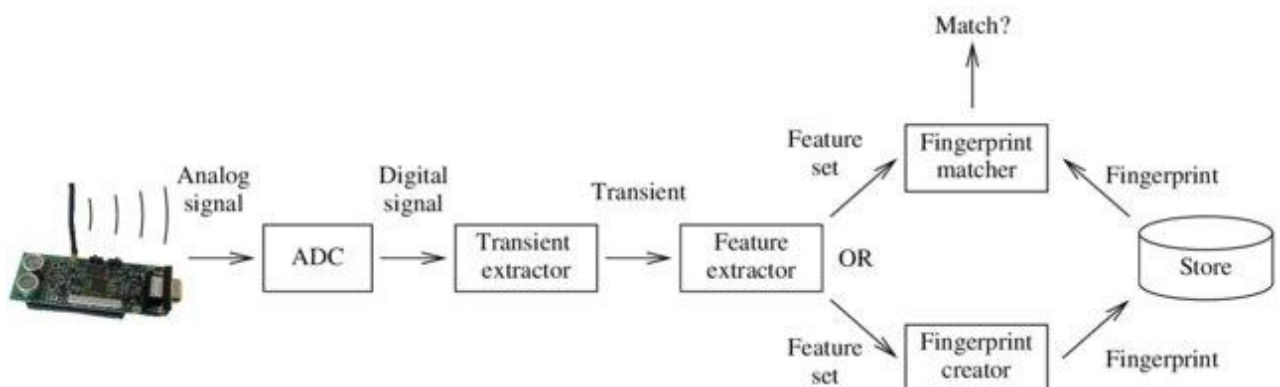 Match?
Feature
set
Fingerprint
matcher
Fingerprint
Analog
signal
Digital
signal
Transient
ADC
Transient
extractor
Feature
extractor
OR
Store
Feature
set
Fingerprint
creator
Fingerprint